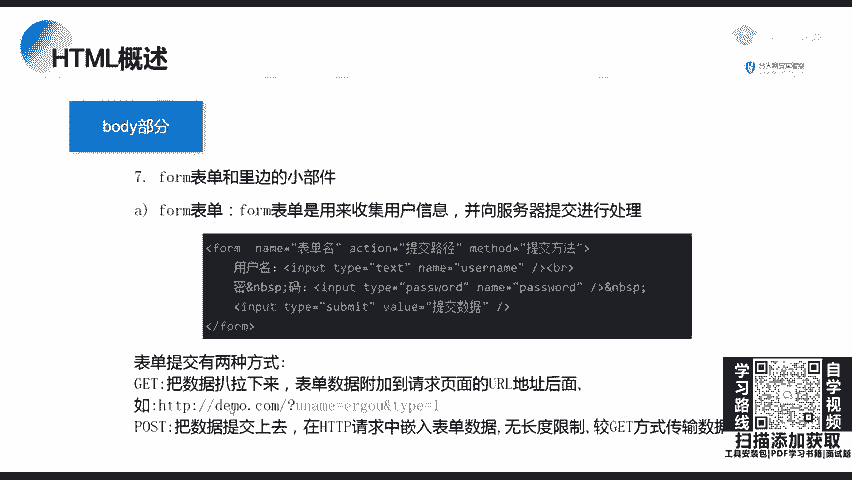 HTML概述
body部分
7. form表单和里边的小部件
a) form表单：form表单是用来收集用户信息，并向服务器提交进行处理
<form name="表单名" action="提交路径" method="提交方法">
用户名：<input type="text" name="username" /><br>
密&nbsp;码：<input type="password" name="password" />&nbsp;
<input type="submit" value="提交数据" />
</form>
表单提交有两种方式：
GET:把数据扒拉下来，表单数据附加到请求页面的URL地址后面,
如:http://demo.com/?uname=ergou&type=1
POST:把数据提交上去，在HTTP请求中嵌入表单数据,无长度限制,较GET方式传输数据
学习路线
自学视频
扫描添加获取
工具安装包|PDF学习书籍|面试题